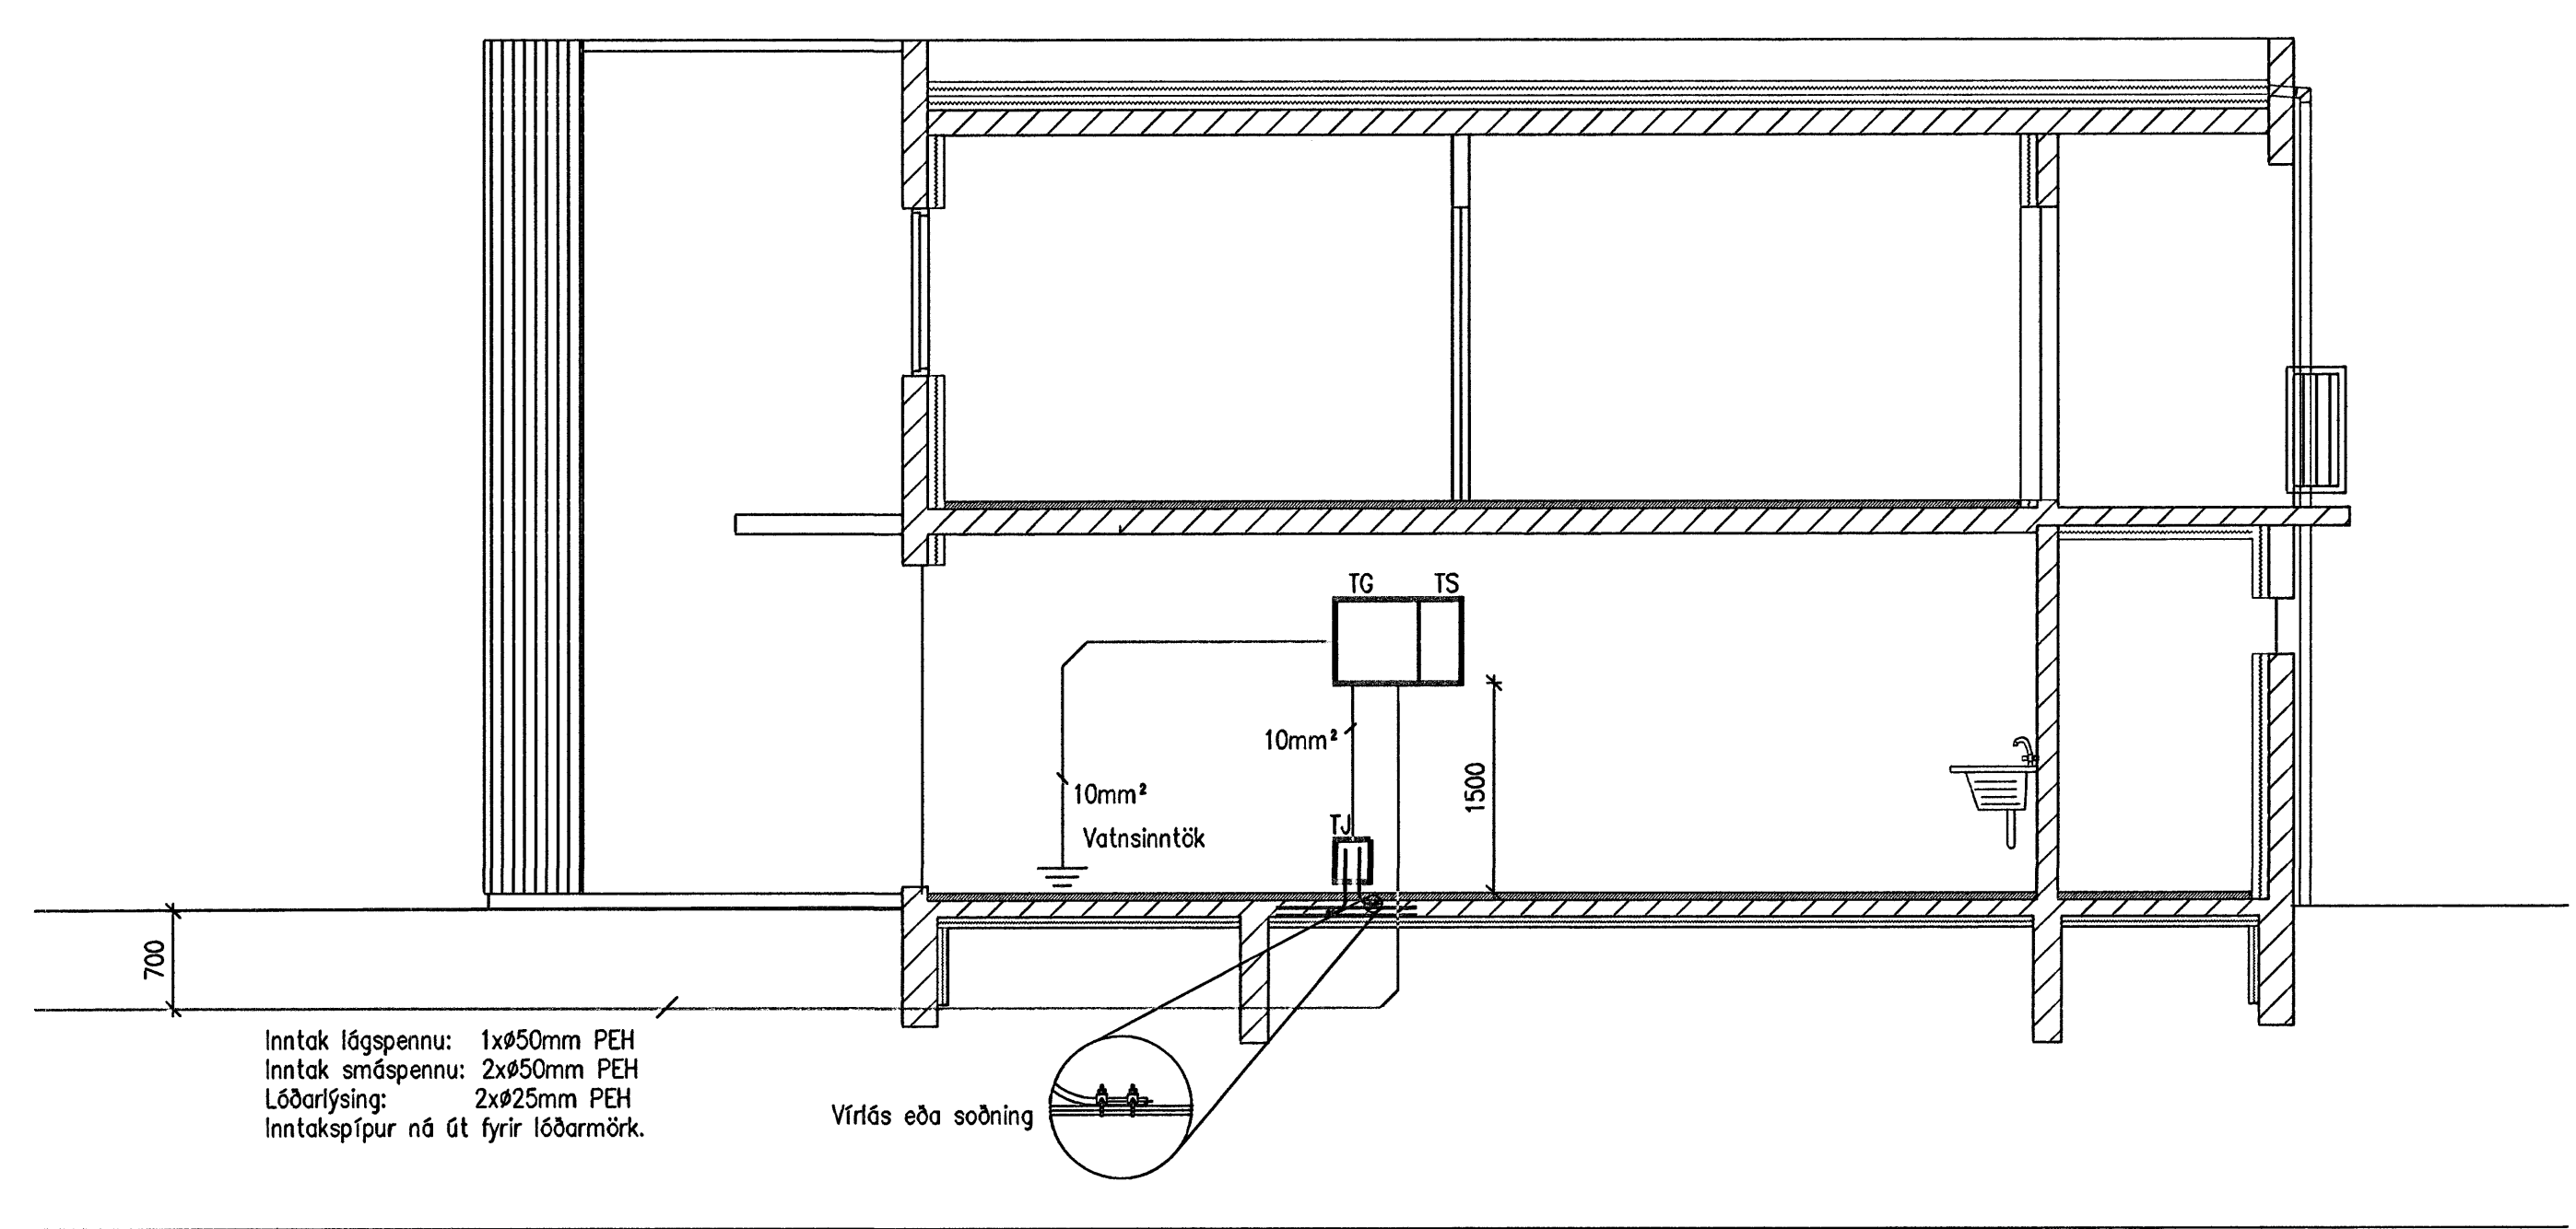 TG TS
10mm²
1500
10mm²
TJ
Vatnsinntök
700
Inntak lágspennu: 1xø50mm PEH
Inntak smáspennu: 2xø50mm PEH
Lóðarlýsing: 2xø25mm PEH
Inntakspípur ná út fyrir lóðarmörk.
Vírlás eða soðning